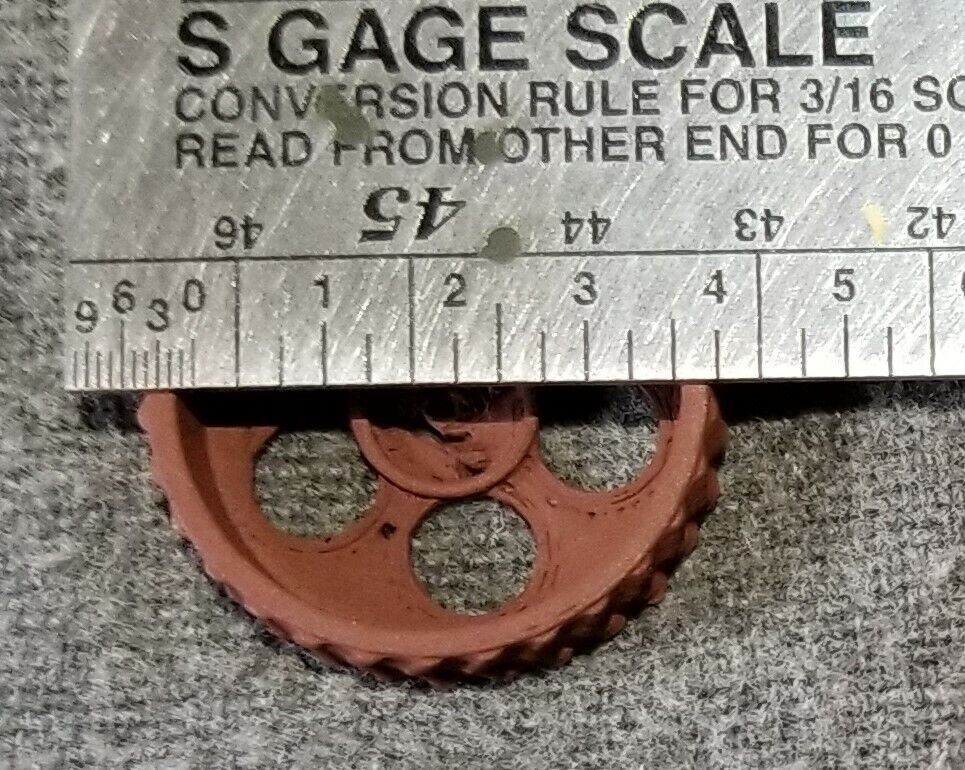 S GAGE SCALE
CONVERSION RULE FOR 3/16 SC
READ FROM OTHER END FOR 0
46 45 44 43 42
9 6 3 0 1 2 3 4 5